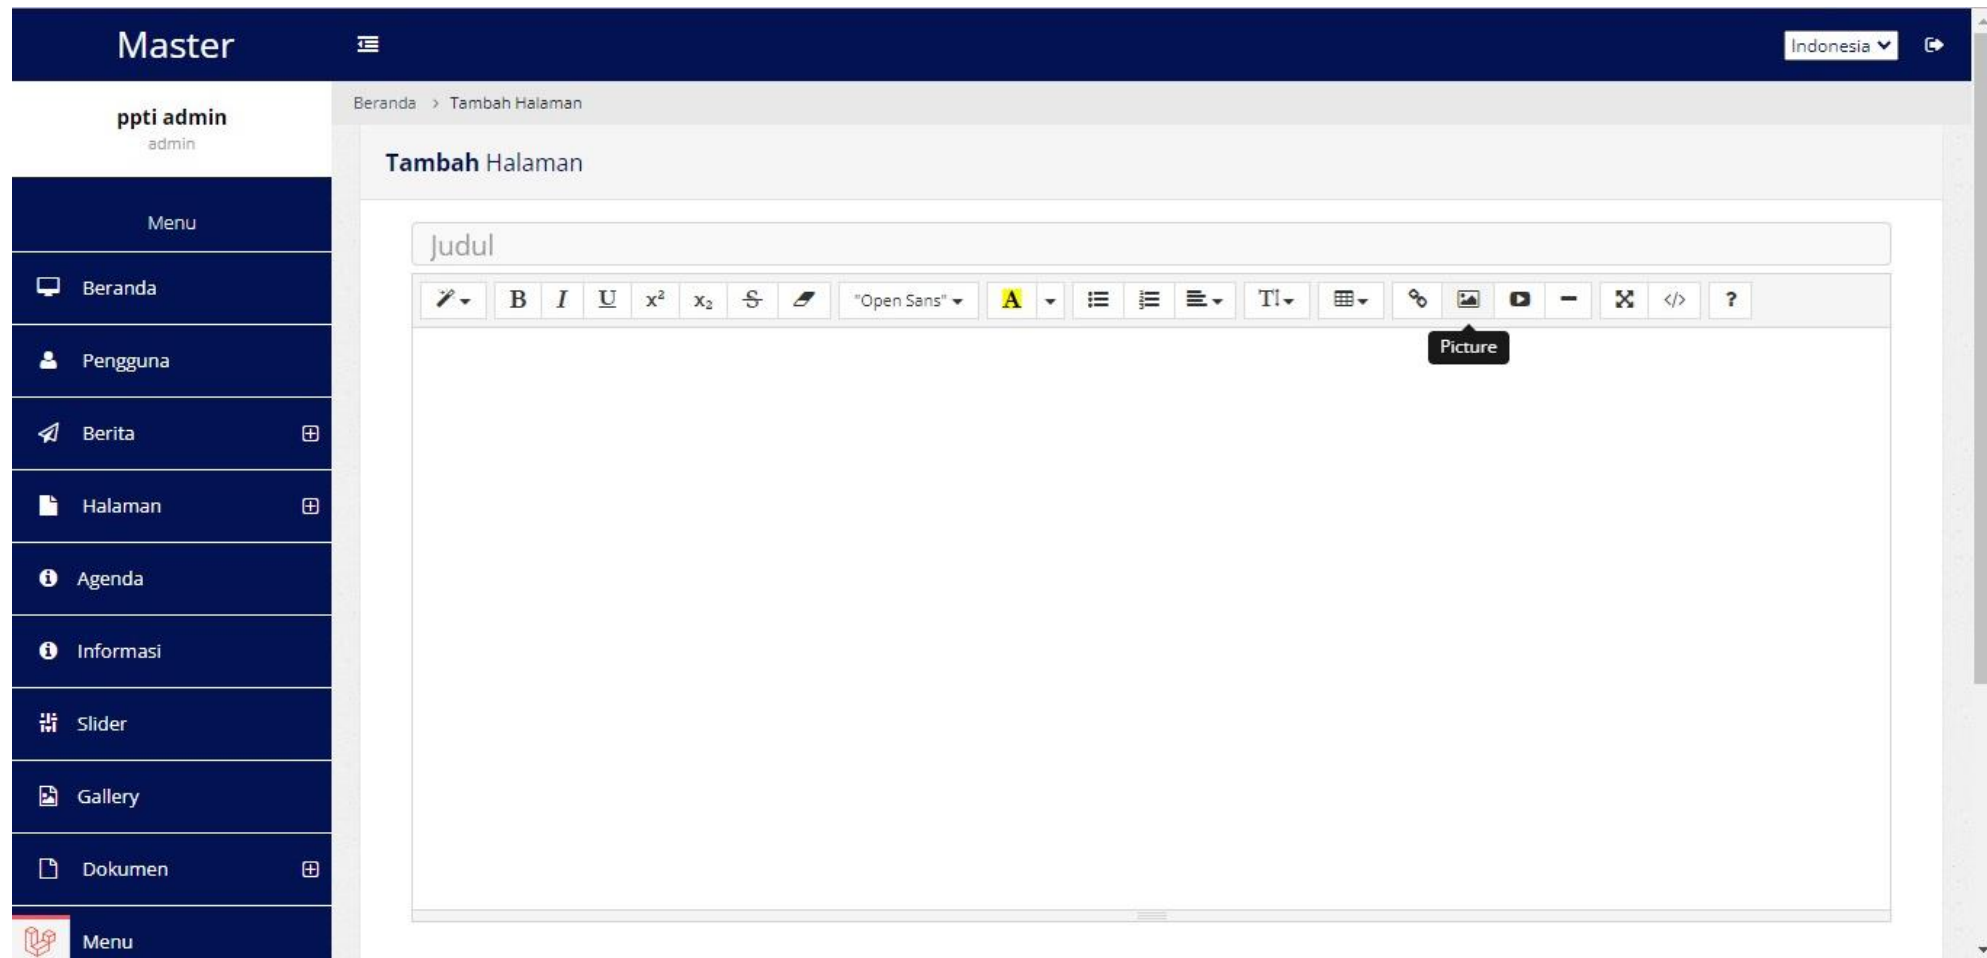 Master
Indonesia
ppti admin
admin
Beranda > Tambah Halaman
Tambah Halaman
Menu
Judul
Beranda
B I U x² x₂ S "Open Sans" A T </> ?
Picture
Pengguna
Berita
Halaman
Agenda
Informasi
Slider
Gallery
Dokumen
Menu